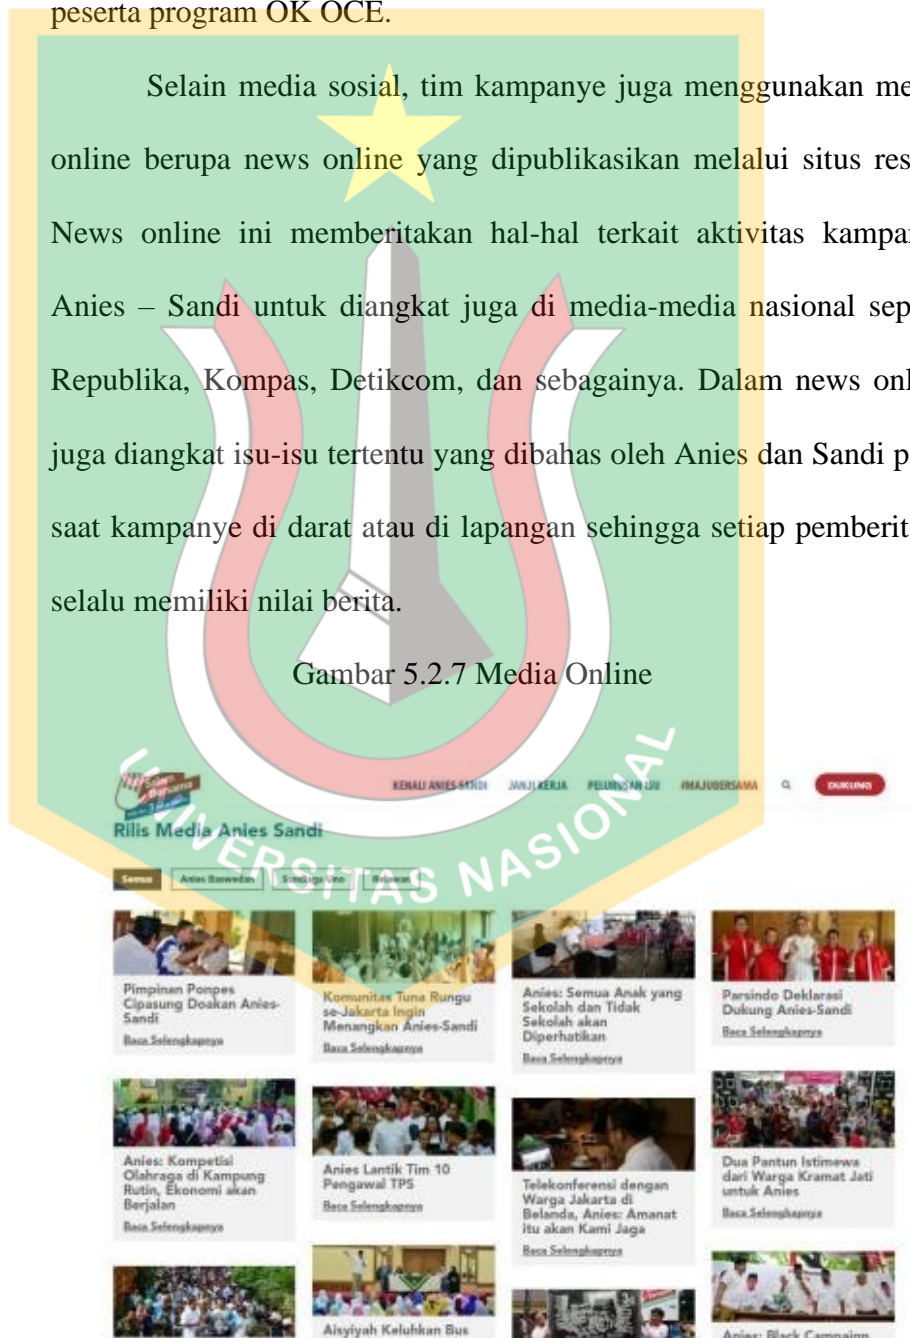 peserta program OK OCE.
Selain media sosial, tim kampanye juga menggunakan me
online berupa news online yang dipublikasikan melalui situs res
News online ini memberitakan hal-hal terkait aktivitas kampa
Anies – Sandi untuk diangkat juga di media-media nasional sep
Republika, Kompas, Detikcom, dan sebagainya. Dalam news onl
juga diangkat isu-isu tertentu yang dibahas oleh Anies dan Sandi p
saat kampanye di darat atau di lapangan sehingga setiap pemberit
selalu memiliki nilai berita.
Gambar 5.2.7 Media Online
UNIVERSITAS NASIONAL
Salam Bersama
KENALI ANIES-SANDI JANJI KERJA PELURUSAN ISU #MAJUBERSAMA DUKUNG
Rilis Media Anies Sandi
Semua Anies Baswedan Sandiaga Uno Relawan
Pimpinan Ponpes
Cipasung Doakan Anies-
Sandi
Baca Selengkapnya
Komunitas Tuna Rungu
se-Jakarta Ingin
Menangkan Anies-Sandi
Baca Selengkapnya
Anies: Semua Anak yang
Sekolah dan Tidak
Sekolah akan
Diperhatikan
Baca Selengkapnya
Parsindo Deklarasi
Dukung Anies-Sandi
Baca Selengkapnya
Anies: Kompetisi
Olahraga di Kampung
Rutin, Ekonomi akan
Berjalan
Baca Selengkapnya
Anies Lantik Tim 10
Pengawal TPS
Baca Selengkapnya
Telekonferensi dengan
Warga Jakarta di
Belanda, Anies: Amanat
itu akan Kami Jaga
Baca Selengkapnya
Dua Pantun Istimewa
dari Warga Kramat Jati
untuk Anies
Baca Selengkapnya
Aisyiyah Keluhkan Bus
Anies: Black Campaign